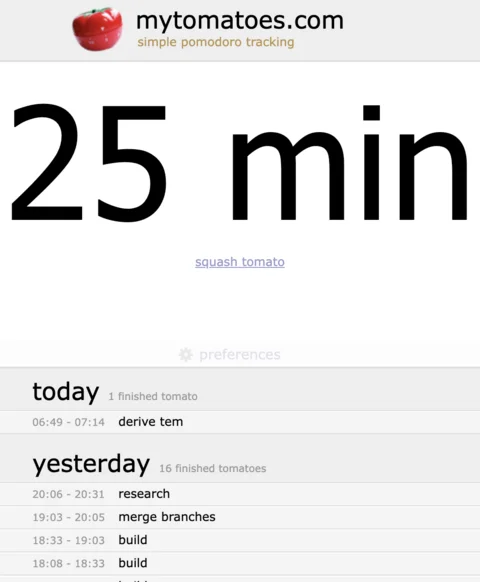 mytomatoes.com
simple pomodoro tracking
25 min
squash tomato
preferences
today 1 finished tomato
06:49 - 07:14 derive tem
yesterday 16 finished tomatoes
20:06 - 20:31 research
19:03 - 20:05 merge branches
18:33 - 19:03 build
18:08 - 18:33 build